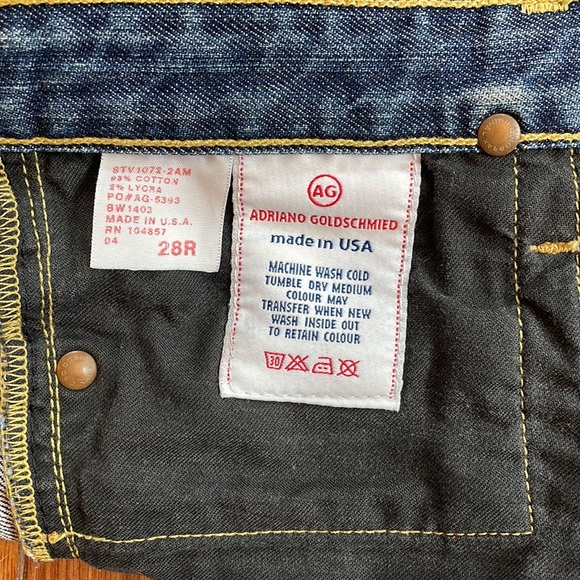 STV1072-2AM
98% COTTON
2% LYCRA
PO#AG-5393
BW1403
MADE IN U.S.A.
RN 104857
04 28R
AG
ADRIANO GOLDSCHMIED
made in USA
MACHINE WASH COLD
TUMBLE DRY MEDIUM
COLOUR MAY
TRANSFER WHEN NEW
WASH INSIDE OUT
TO RETAIN COLOUR
30